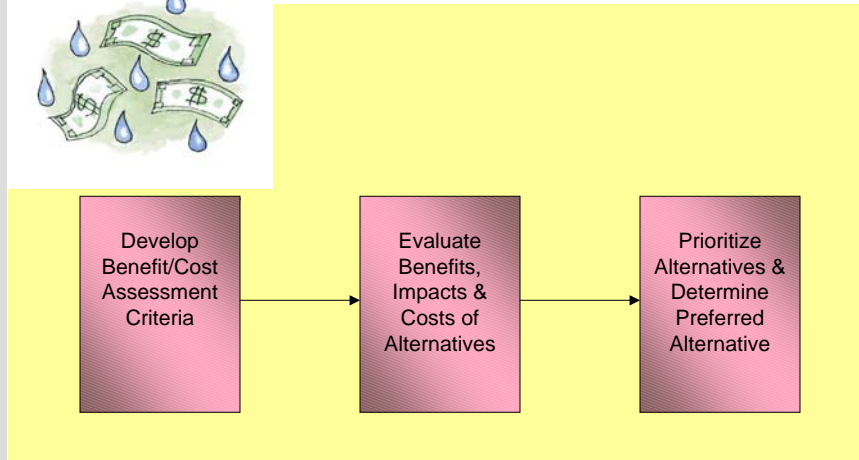 $
$
$
Develop
Benefit/Cost
Assessment
Criteria
Evaluate
Benefits,
Impacts &
Costs of
Alternatives
Prioritize
Alternatives &
Determine
Preferred
Alternative